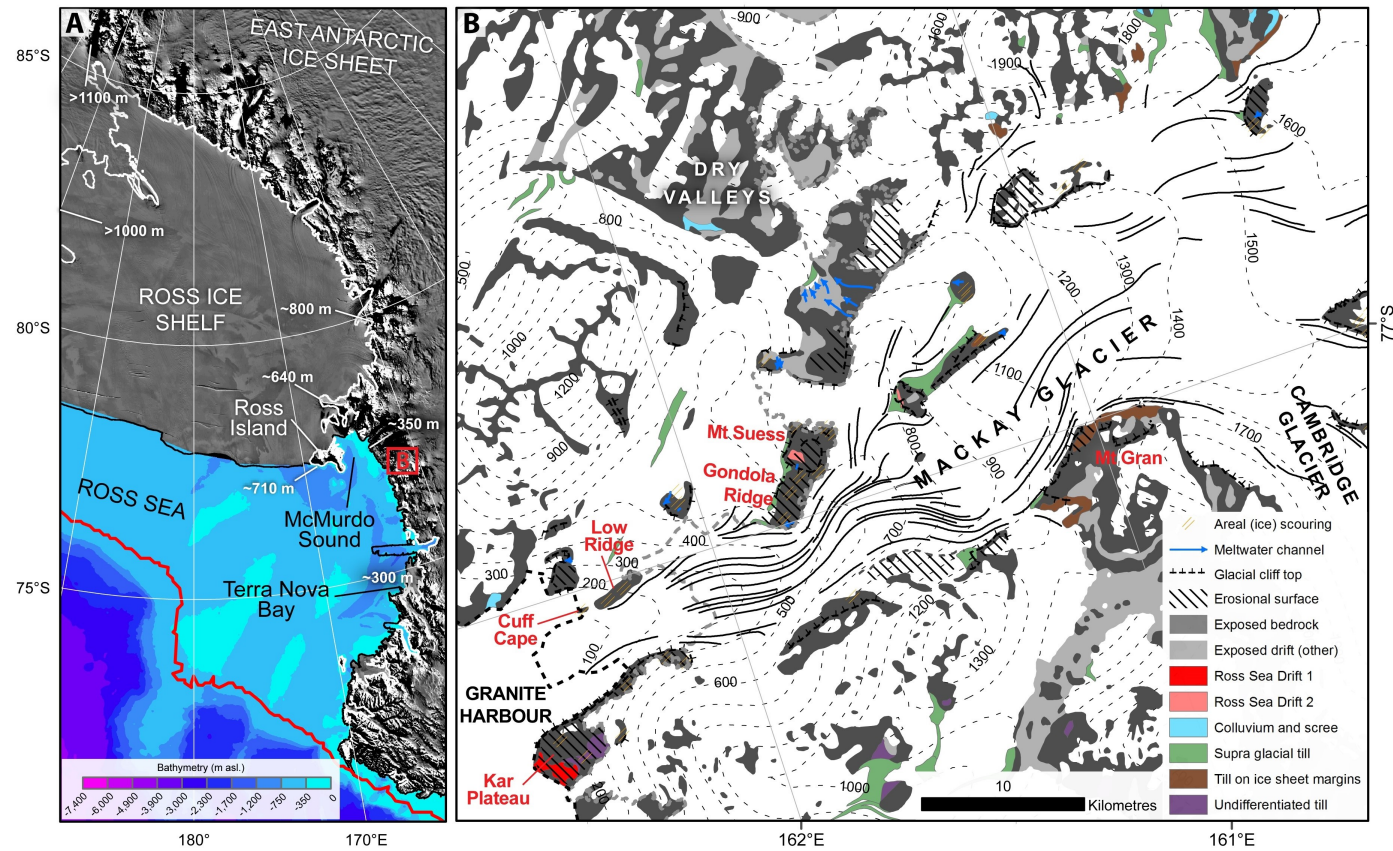 A
EAST ANTARCTIC
ICE SHEET
>1100 m
>1000 m
ROSS ICE
SHELF
~800 m
~640 m
Ross
Island
350 m
B
~710 m
ROSS SEA
McMurdo
Sound
~300 m
Terra Nova
Bay
Bathymetry (m asl.)
-7,400
-6,000
-4,900
-3,900
-3,000
-2,300
-1,700
-1,200
-750
-350
0
85°S
80°S
75°S
180°
170°E
B
900
1600
1900
1800
1600
DRY
VALLEYS
800
500
1000
1200
900
1500
1300
1200
1400
1100
800
900
MACKAY GLACIER
Mt Suess
Gondola
Ridge
Mt Gran
1700
CAMBRIDGE
GLACIER
77°S
Low
Ridge
400
300
300
200
700
500
1200
1300
Cuff
Cape
100
600
GRANITE
HARBOUR
Kar
Plateau
200
1000
10
Kilometres
Areal (ice) scouring
Meltwater channel
Glacial cliff top
Erosional surface
Exposed bedrock
Exposed drift (other)
Ross Sea Drift 1
Ross Sea Drift 2
Colluvium and scree
Supra glacial till
Till on ice sheet margins
Undifferentiated till
162°E
161°E